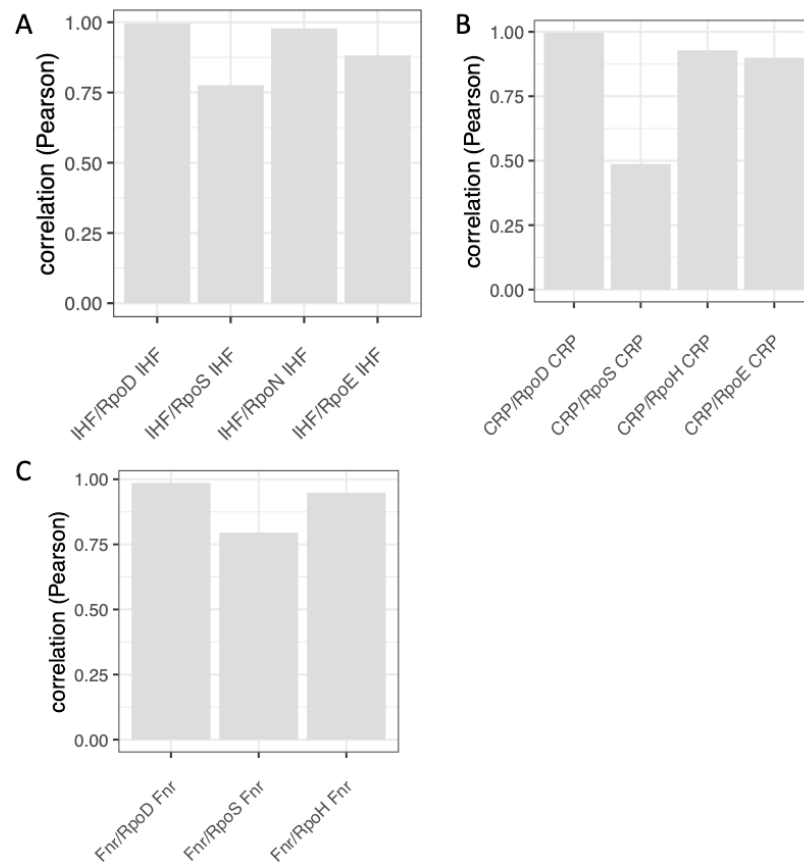 A
correlation (Pearson)
1.00
0.75
0.50
0.25
0.00
IHF/RpoD IHF
IHF/RpoS IHF
IHF/RpoN IHF
IHF/RpoE IHF
B
correlation (Pearson)
1.00
0.75
0.50
0.25
0.00
CRP/RpoD CRP
CRP/RpoS CRP
CRP/RpoH CRP
CRP/RpoE CRP
C
correlation (Pearson)
1.00
0.75
0.50
0.25
0.00
Fnr/RpoD Fnr
Fnr/RpoS Fnr
Fnr/RpoH Fnr